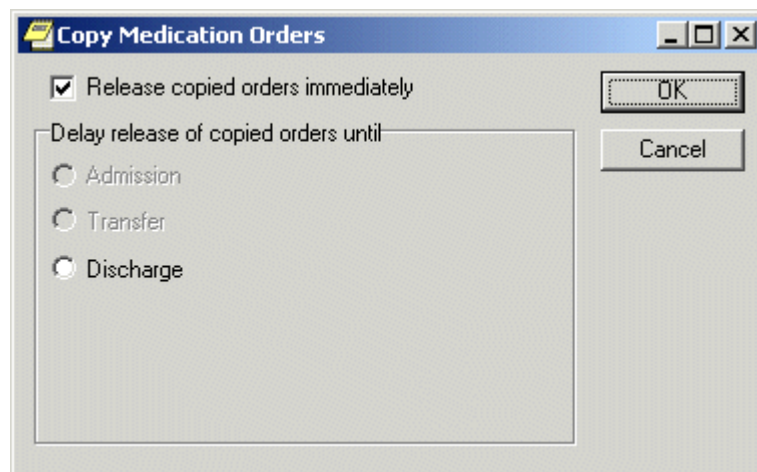 Copy Medication Orders
Release copied orders immediately
OK
Delay release of copied orders until
Cancel
Admission
Transfer
Discharge